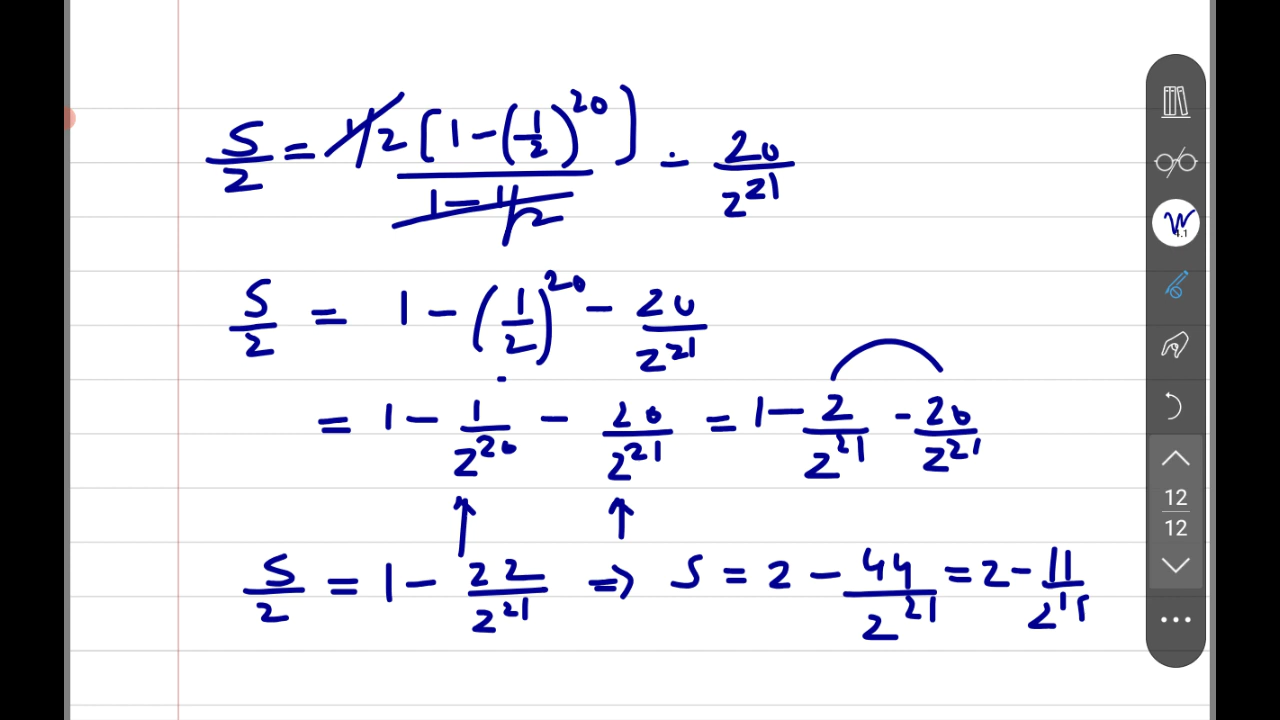 S/2 = 1/2 [1 - (1/2)^20] / (1 - 1/2) - 20/2^21
S/2 = 1 - (1/2)^20 - 20/2^21
= 1 - 1/2^20 - 20/2^21 = 1 - 2/2^21 - 20/2^21
S/2 = 1 - 22/2^21 ⇒ S = 2 - 44/2^21 = 2 - 11/
12
12